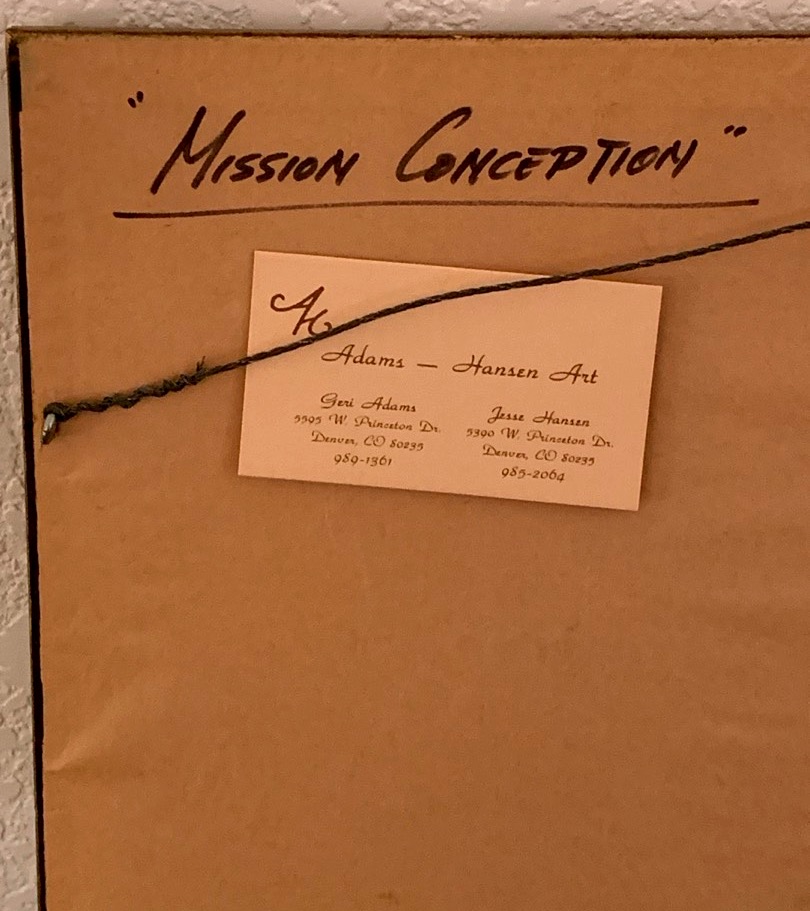 "Mission Conception"
AH
Adams — Hansen Art
Geri Adams
5595 W. Princeton Dr.
Denver, CO 80235
989-1361
Jesse Hansen
5390 W. Princeton Dr.
Denver, CO 80235
985-2064